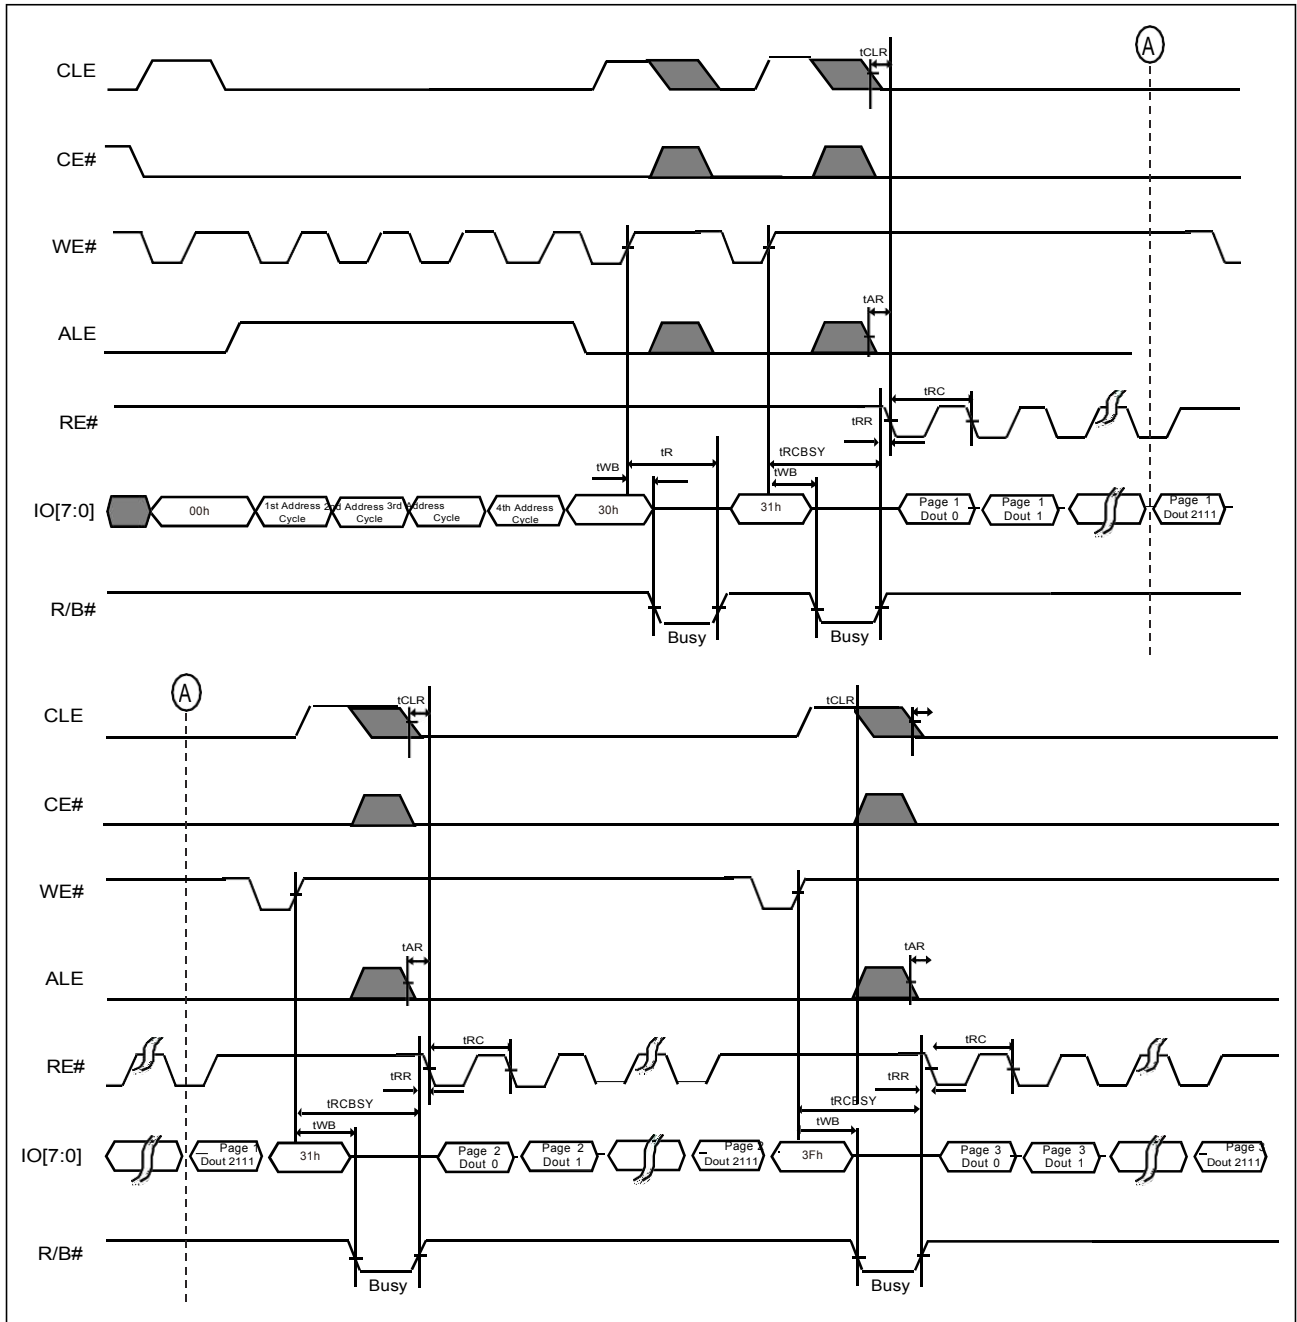 A
tCLR
CLE
CE#
WE#
tAR
ALE
tRC
RE#
tRR
tR
tRCBSY
tWB
tWB
IO[7:0]
00h
1st Address 2nd Address 3rd Address
Cycle Cycle Cycle
4th Address
Cycle
30h
31h
Page 1
Dout 0
Page 1
Dout 1
Page 1
Dout 2111
R/B#
Busy
Busy
A
tCLR
tCLR
CLE
CE#
WE#
tAR
tAR
ALE
tRC
tRC
RE#
tRR
tRR
tRCBSY
tRCBSY
tWB
tWB
IO[7:0]
Page 1
Dout 2111
31h
Page 2
Dout 0
Page 2
Dout 1
Page 2
Dout 2111
3Fh
Page 3
Dout 0
Page 3
Dout 1
Page 3
Dout 2111
R/B#
Busy
Busy